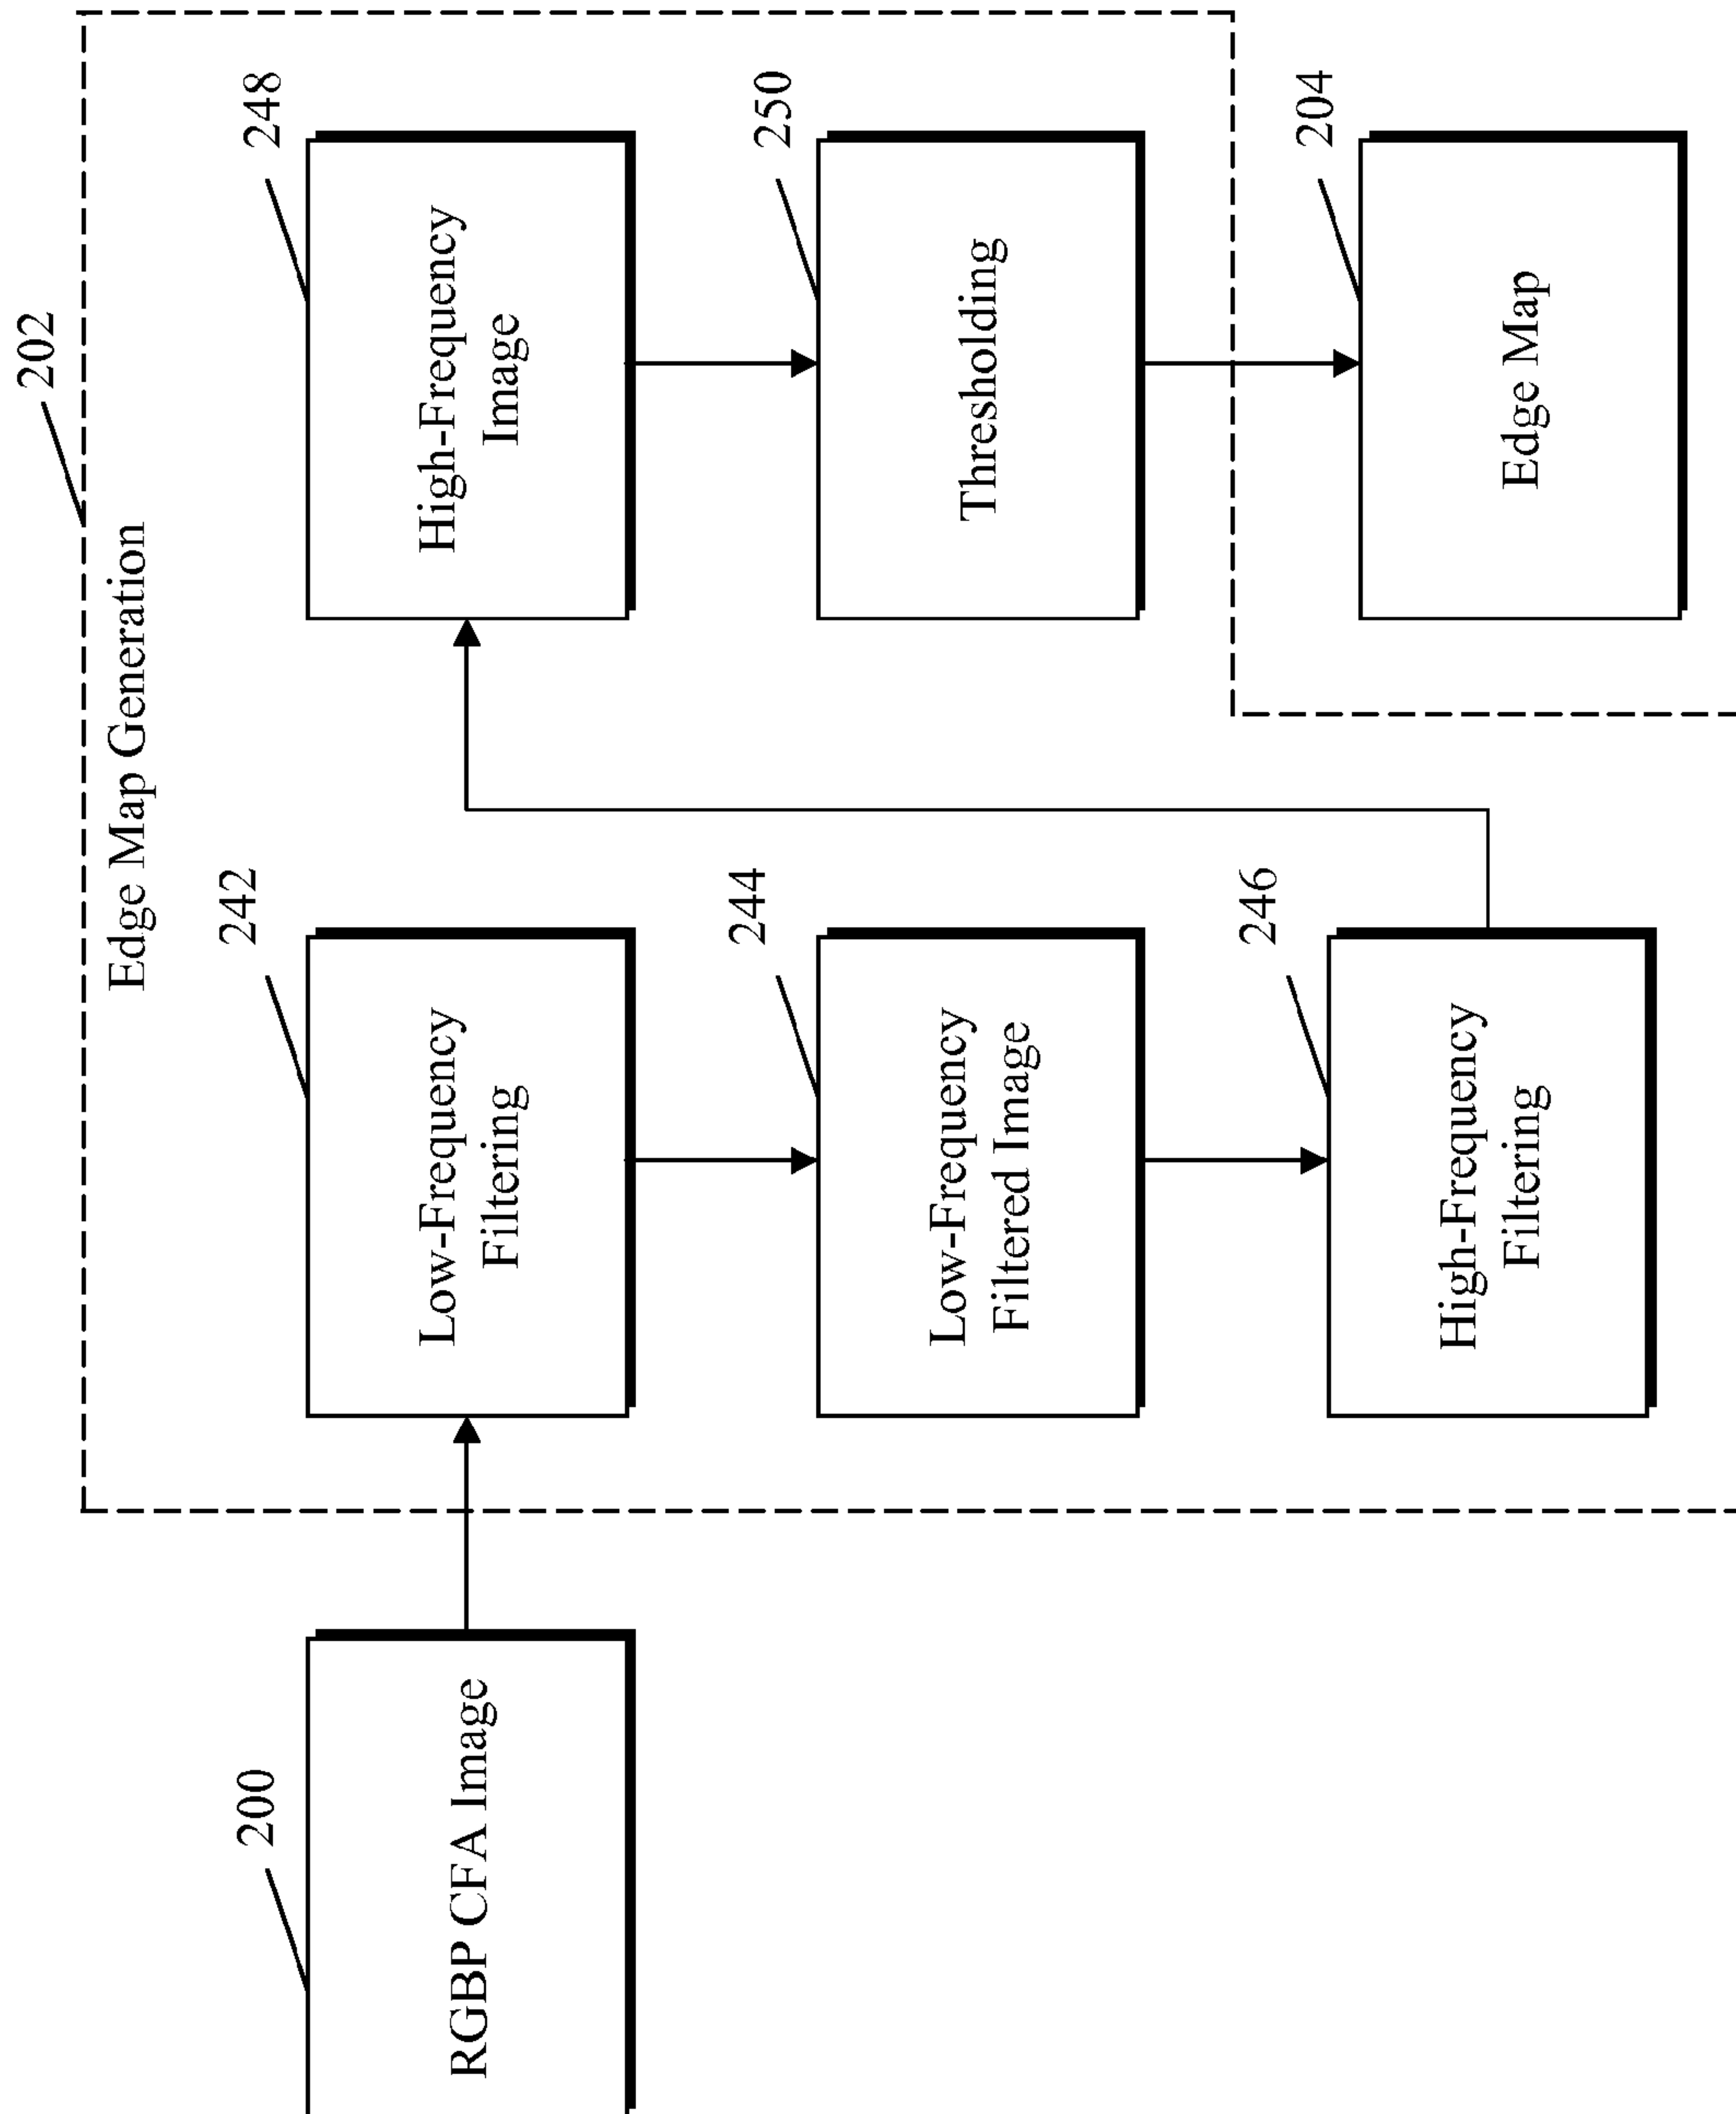 202
Edge Map Generation
200
RGBP CFA Image
242
Low-Frequency
Filtering
244
Low-Frequency
Filtered Image
246
High-Frequency
Filtering
248
High-Frequency
Image
250
Thresholding
204
Edge Map